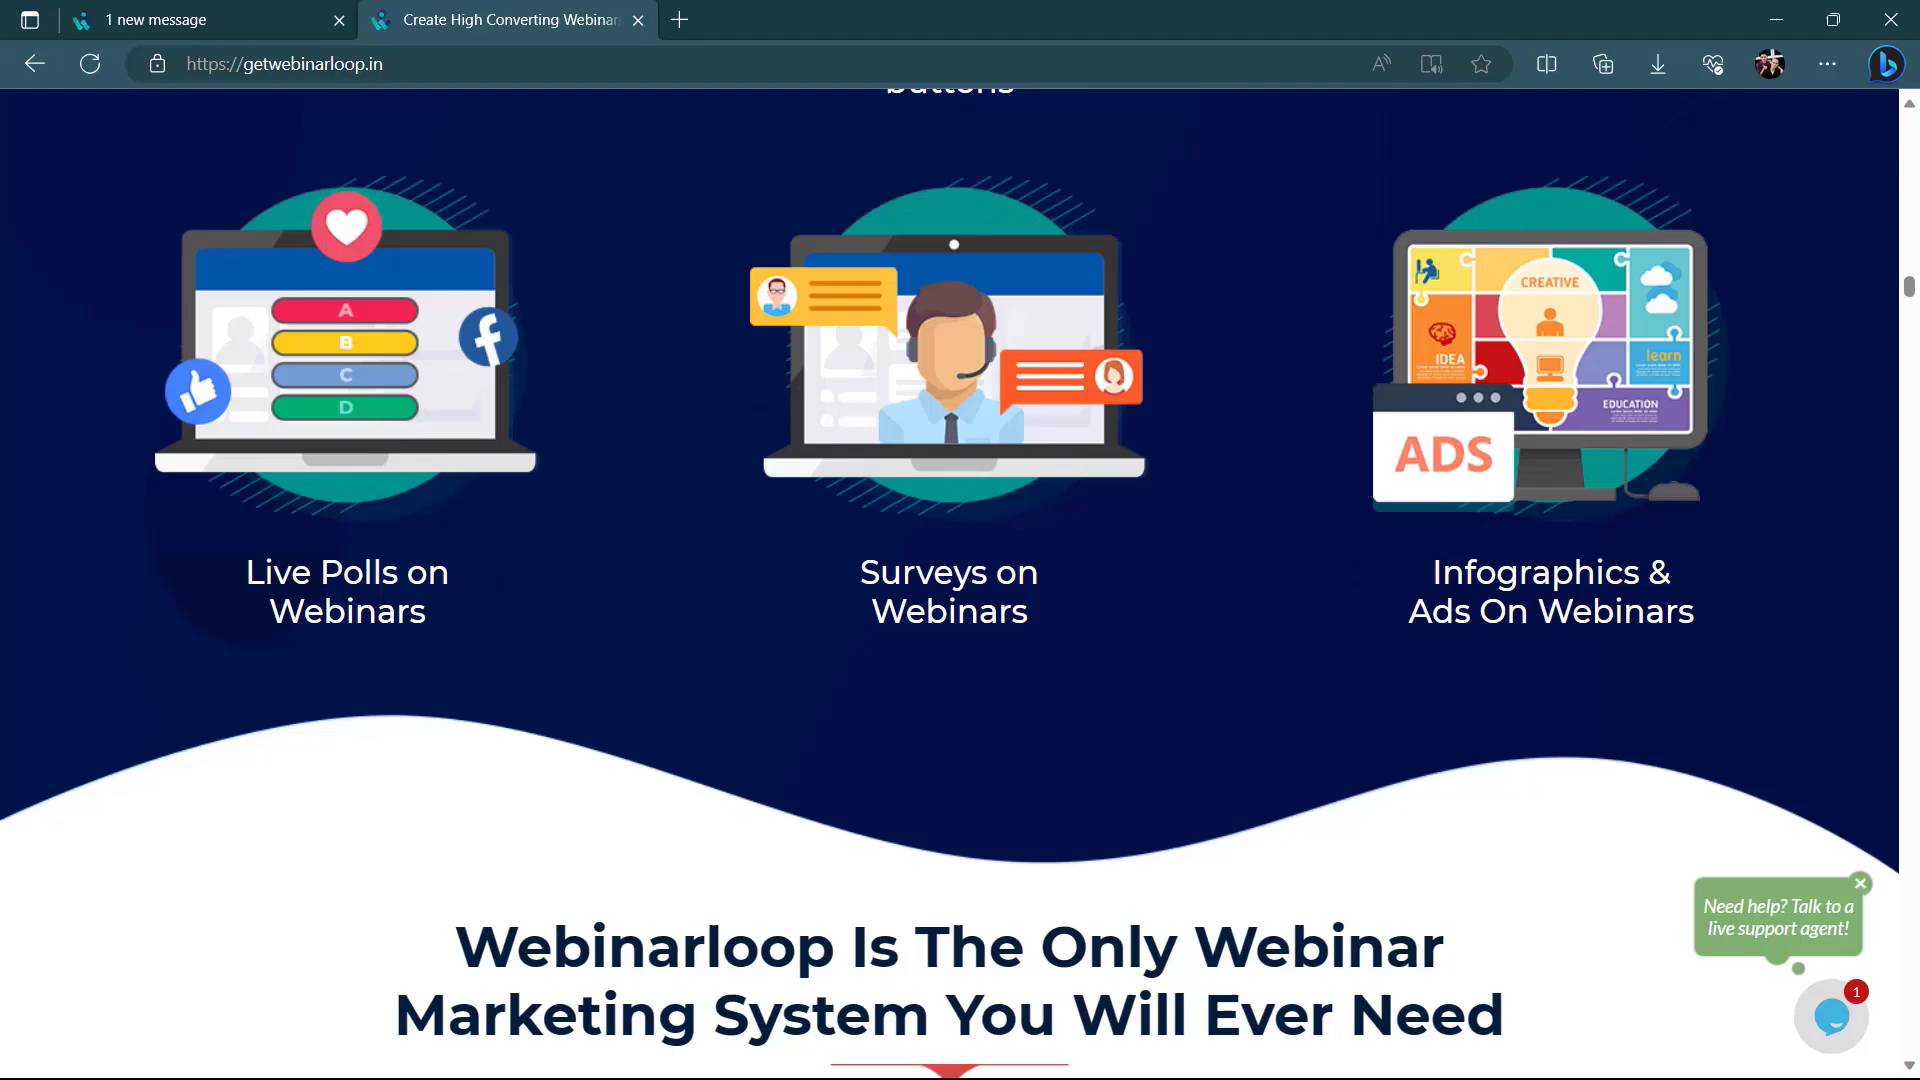 1 new message
Create High Converting Webinar
https://getwebinarloop.in
buttons
A
B
C
D
CREATIVE
IDEA
learn
EDUCATION
ADS
Live Polls on
Webinars
Surveys on
Webinars
Infographics &
Ads On Webinars
Need help? Talk to a
live support agent!
1
Webinarloop Is The Only Webinar
Marketing System You Will Ever Need